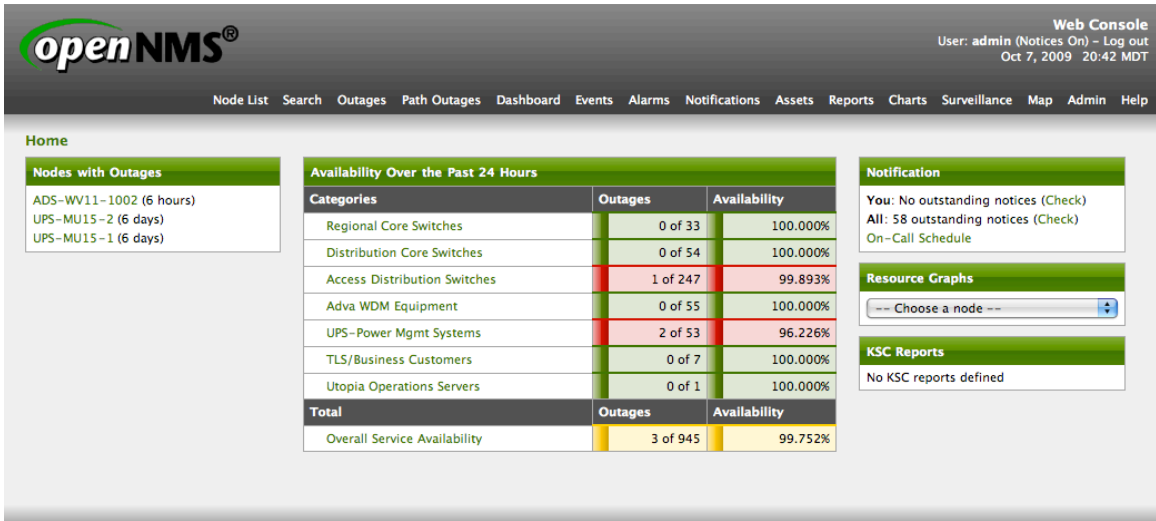 openNMS®
Web Console
User: admin (Notices On) – Log out
Oct 7, 2009 20:42 MDT
Node List Search Outages Path Outages Dashboard Events Alarms Notifications Assets Reports Charts Surveillance Map Admin Help
Home
Nodes with Outages
ADS-WV11-1002 (6 hours)
UPS-MU15-2 (6 days)
UPS-MU15-1 (6 days)
Availability Over the Past 24 Hours
Categories Outages Availability
Regional Core Switches 0 of 33 100.000%
Distribution Core Switches 0 of 54 100.000%
Access Distribution Switches 1 of 247 99.893%
Adva WDM Equipment 0 of 55 100.000%
UPS-Power Mgmt Systems 2 of 53 96.226%
TLS/Business Customers 0 of 7 100.000%
Utopia Operations Servers 0 of 1 100.000%
Total Outages Availability
Overall Service Availability 3 of 945 99.752%
Notification
You: No outstanding notices (Check)
All: 58 outstanding notices (Check)
On-Call Schedule
Resource Graphs
-- Choose a node --
KSC Reports
No KSC reports defined